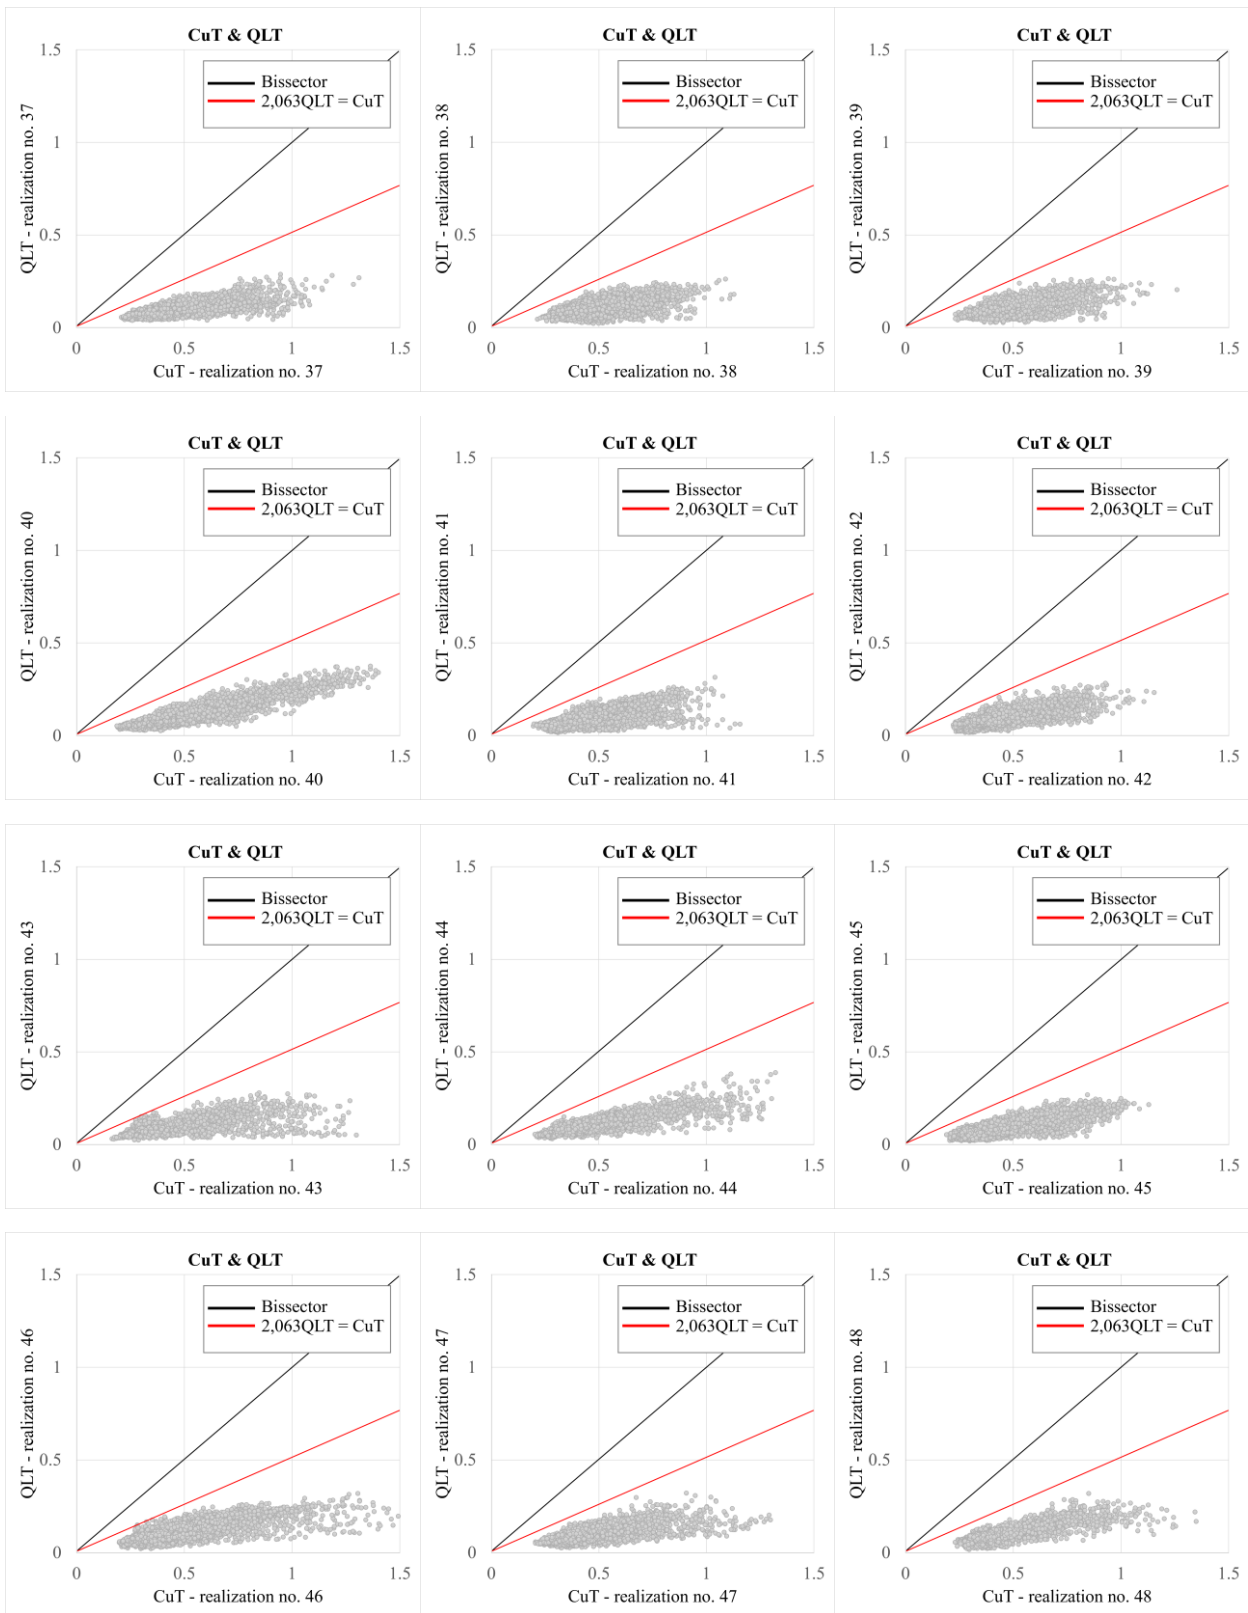 CuT & QLT
1.5
1
0.5
0
0
0.5
1
1.5
Bissector
2,063QLT = CuT
QLT - realization no. 37
CuT - realization no. 37
CuT & QLT
1.5
1
0.5
0
0
0.5
1
1.5
Bissector
2,063QLT = CuT
QLT - realization no. 38
CuT - realization no. 38
CuT & QLT
1.5
1
0.5
0
0
0.5
1
1.5
Bissector
2,063QLT = CuT
QLT - realization no. 39
CuT - realization no. 39
CuT & QLT
1.5
1
0.5
0
0
0.5
1
1.5
Bissector
2,063QLT = CuT
QLT - realization no. 40
CuT - realization no. 40
CuT & QLT
1.5
1
0.5
0
0
0.5
1
1.5
Bissector
2,063QLT = CuT
QLT - realization no. 41
CuT - realization no. 41
CuT & QLT
1.5
1
0.5
0
0
0.5
1
1.5
Bissector
2,063QLT = CuT
QLT - realization no. 42
CuT - realization no. 42
CuT & QLT
1.5
1
0.5
0
0
0.5
1
1.5
Bissector
2,063QLT = CuT
QLT - realization no. 43
CuT - realization no. 43
CuT & QLT
1.5
1
0.5
0
0
0.5
1
1.5
Bissector
2,063QLT = CuT
QLT - realization no. 44
CuT - realization no. 44
CuT & QLT
1.5
1
0.5
0
0
0.5
1
1.5
Bissector
2,063QLT = CuT
QLT - realization no. 45
CuT - realization no. 45
CuT & QLT
1.5
1
0.5
0
0
0.5
1
1.5
Bissector
2,063QLT = CuT
QLT - realization no. 46
CuT - realization no. 46
CuT & QLT
1.5
1
0.5
0
0
0.5
1
1.5
Bissector
2,063QLT = CuT
QLT - realization no. 47
CuT - realization no. 47
CuT & QLT
1.5
1
0.5
0
0
0.5
1
1.5
Bissector
2,063QLT = CuT
QLT - realization no. 48
CuT - realization no. 48